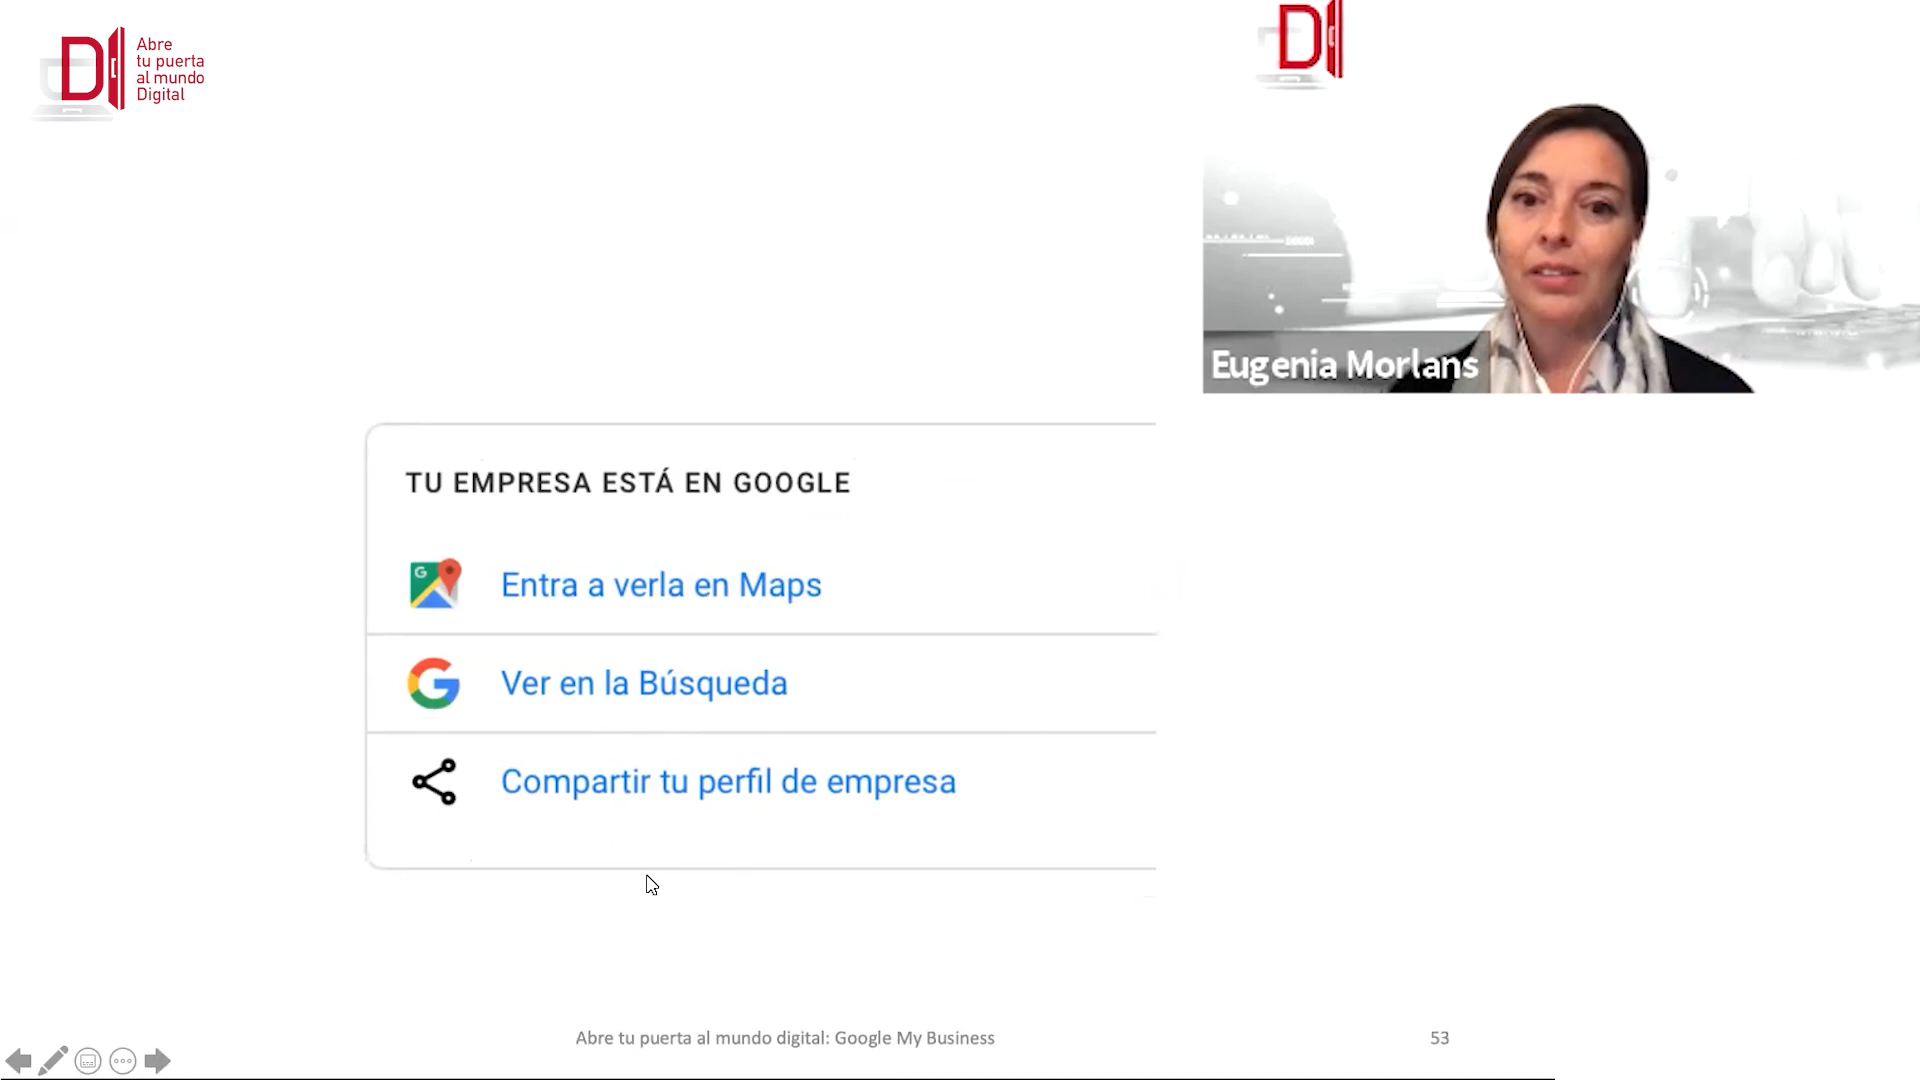 Abre
tu puerta
al mundo
Digital
Eugenia Morlans
TU EMPRESA ESTÁ EN GOOGLE
Entra a verla en Maps
Ver en la Búsqueda
Compartir tu perfil de empresa
Abre tu puerta al mundo digital: Google My Business
53